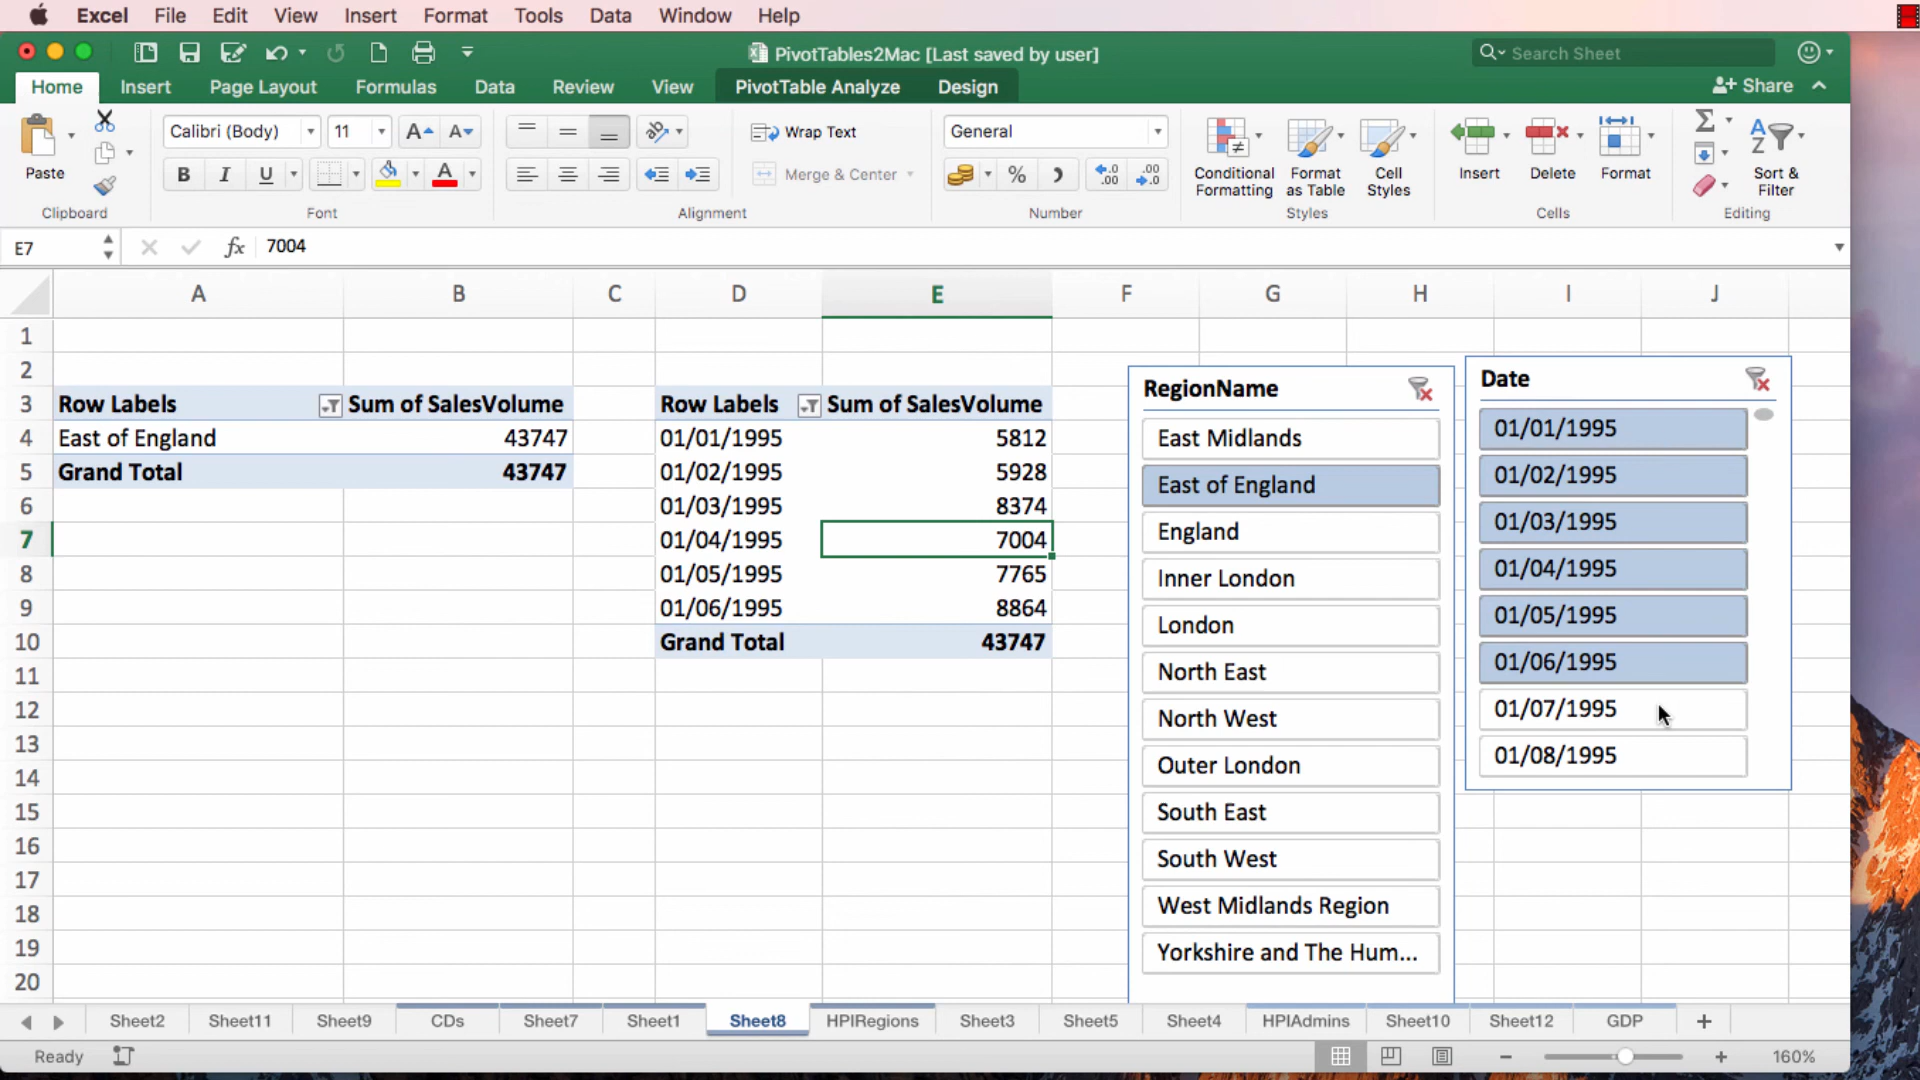 Excel File Edit View Insert Format Tools Data Window Help
PivotTables2Mac [Last saved by user]
Search Sheet
Home Insert Page Layout Formulas Data Review View PivotTable Analyze Design
Share
Paste
Calibri (Body) 11
Wrap Text
Merge & Center
General
Conditional Formatting
Format as Table
Cell Styles
Insert Delete Format
Sort & Filter
Clipboard Font Alignment Number Styles Cells Editing
E7 fx 7004
A B C D E F G H I J
1
2
3 Row Labels Sum of SalesVolume Row Labels Sum of SalesVolume
4 East of England 43747 01/01/1995 5812
5 Grand Total 43747 01/02/1995 5928
6 01/03/1995 8374
7 01/04/1995 7004
8 01/05/1995 7765
9 01/06/1995 8864
10 Grand Total 43747
11
12
13
14
15
16
17
18
19
20
RegionName
East Midlands
East of England
England
Inner London
London
North East
North West
Outer London
South East
South West
West Midlands Region
Yorkshire and The Hum...
Date
01/01/1995
01/02/1995
01/03/1995
01/04/1995
01/05/1995
01/06/1995
01/07/1995
01/08/1995
Sheet2 Sheet11 Sheet9 CDs Sheet7 Sheet1 Sheet8 HPIRegions Sheet3 Sheet5 Sheet4 HPIAdmins Sheet10 Sheet12 GDP +
Ready 160%